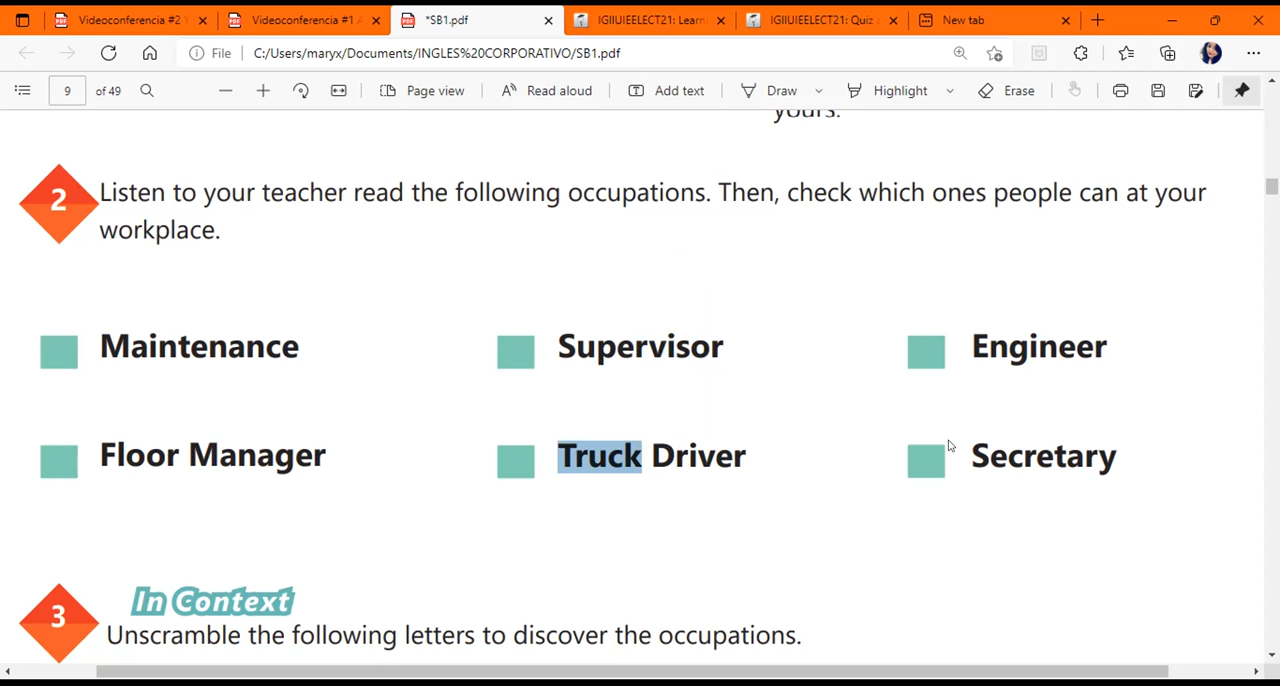 Videoconferencia #2
Videoconferencia #1
*SB1.pdf
IGIIUIEELECT21: Learn
IGIIUIEELECT21: Quiz
New tab
File
C:/Users/maryx/Documents/INGLES%20CORPORATIVO/SB1.pdf
9 of 49
Page view
Read aloud
Add text
Draw
Highlight
Erase
yours.
2
Listen to your teacher read the following occupations. Then, check which ones people can at your
workplace.
Maintenance
Supervisor
Engineer
Floor Manager
Truck Driver
Secretary
3
In Context
Unscramble the following letters to discover the occupations.